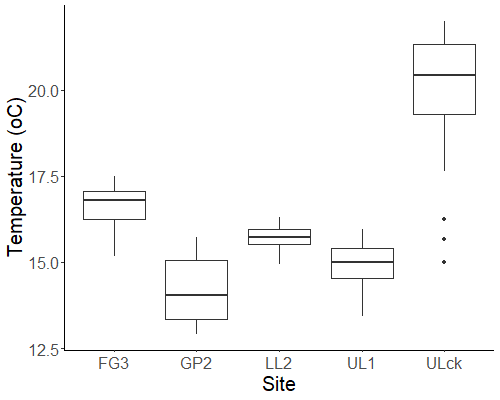 Temperature (oC)
20.0
17.5
15.0
12.5
FG3 GP2 LL2 UL1 ULck
Site